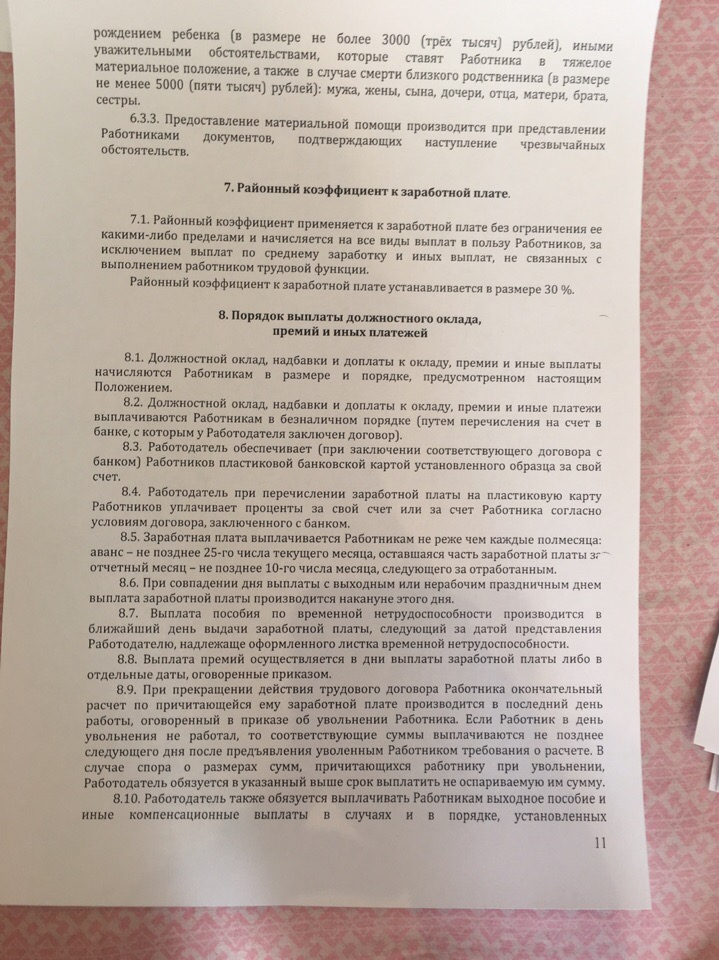 рождением ребенка (в размере не более 3000 (трёх тысяч) рублей), иными
уважительными обстоятельствами, которые ставят Работника в тяжелое
материальное положение, а также в случае смерти близкого родственника (в размере
не менее 5000 (пяти тысяч) рублей): мужа, жены, сына, дочери, отца, матери, брата,
сестры.
6.3.3. Предоставление материальной помощи производится при представлении
Работниками документов, подтверждающих наступление чрезвычайных
обстоятельств.
7. Районный коэффициент к заработной плате.
7.1. Районный коэффициент применяется к заработной плате без ограничения ее
какими-либо пределами и начисляется на все виды выплат в пользу Работников, за
исключением выплат по среднему заработку и иных выплат, не связанных с
выполнением работником трудовой функции.
Районный коэффициент к заработной плате устанавливается в размере 30 %.
8. Порядок выплаты должностного оклада,
премий и иных платежей
8.1. Должностной оклад, надбавки и доплаты к окладу, премии и иные выплаты
начисляются Работникам в размере и порядке, предусмотренном настоящим
Положением.
8.2. Должностной оклад, надбавки и доплаты к окладу, премии и иные платежи
выплачиваются Работникам в безналичном порядке (путем перечисления на счет в
банке, с которым у Работодателя заключен договор).
8.3. Работодатель обеспечивает (при заключении соответствующего договора с
банком) Работников пластиковой банковской картой установленного образца за свой
счет.
8.4. Работодатель при перечислении заработной платы на пластиковую карту
Работников уплачивает проценты за свой счет или за счет Работника согласно
условиям договора, заключенного с банком.
8.5. Заработная плата выплачивается Работникам не реже чем каждые полмесяца:
аванс – не позднее 25-го числа текущего месяца, оставшаяся часть заработной платы за
отчетный месяц – не позднее 10-го числа месяца, следующего за отработанным.
8.6. При совпадении дня выплаты с выходным или нерабочим праздничным днем
выплата заработной платы производится накануне этого дня.
8.7. Выплата пособия по временной нетрудоспособности производится в
ближайший день выдачи заработной платы, следующий за датой представления
Работодателю, надлежаще оформленного листка временной нетрудоспособности.
8.8. Выплата премий осуществляется в дни выплаты заработной платы либо в
отдельные даты, оговоренные приказом.
8.9. При прекращении действия трудового договора Работника окончательный
расчет по причитающейся ему заработной плате производится в последний день
работы, оговоренный в приказе об увольнении Работника. Если Работник в день
увольнения не работал, то соответствующие суммы выплачиваются не позднее
следующего дня после предъявления уволенным Работником требования о расчете. В
случае спора о размерах сумм, причитающихся работнику при увольнении,
Работодатель обязуется в указанный выше срок выплатить не оспариваемую им сумму.
8.10. Работодатель также обязуется выплачивать Работникам выходное пособие и
иные компенсационные выплаты в случаях и в порядке, установленных
11